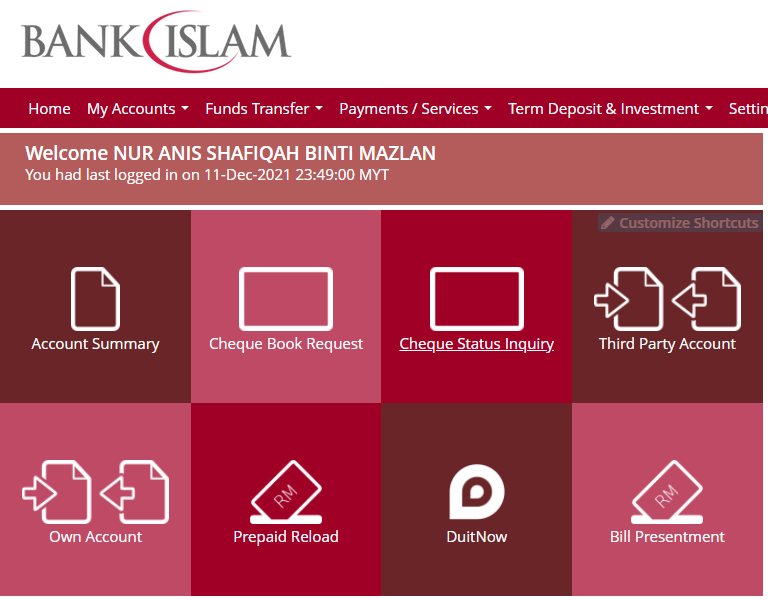 BANK ISLAM
Home My Accounts Funds Transfer Payments / Services Term Deposit & Investment Settin
Welcome NUR ANIS SHAFIQAH BINTI MAZLAN
You had last logged in on 11-Dec-2021 23:49:00 MYT
Customize Shortcuts
Account Summary Cheque Book Request Cheque Status Inquiry Third Party Account
RM RM
Own Account Prepaid Reload DuitNow Bill Presentment